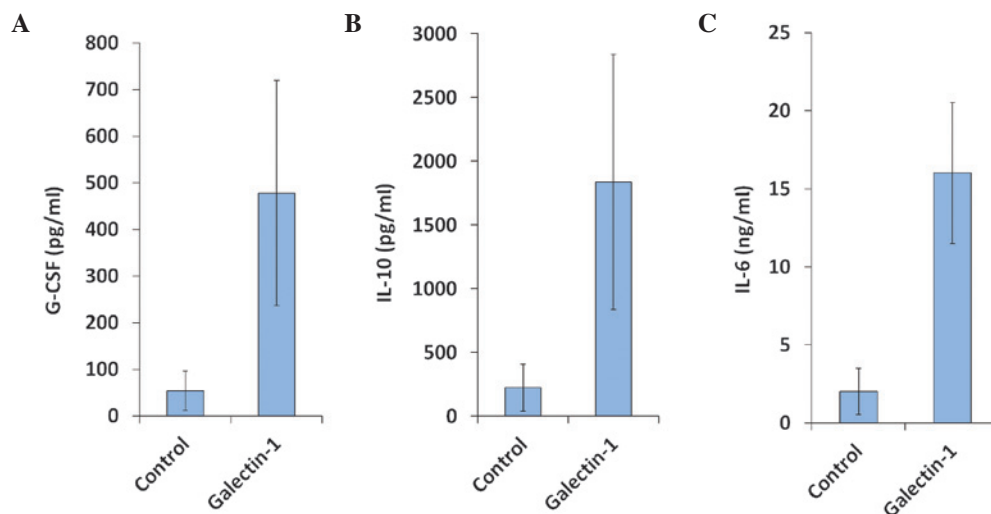 A
G-CSF (pg/ml)
800
700
600
500
400
300
200
100
0
Control
Galectin-1
B
IL-10 (pg/ml)
3000
2500
2000
1500
1000
500
0
Control
Galectin-1
C
IL-6 (ng/ml)
25
20
15
10
5
0
Control
Galectin-1